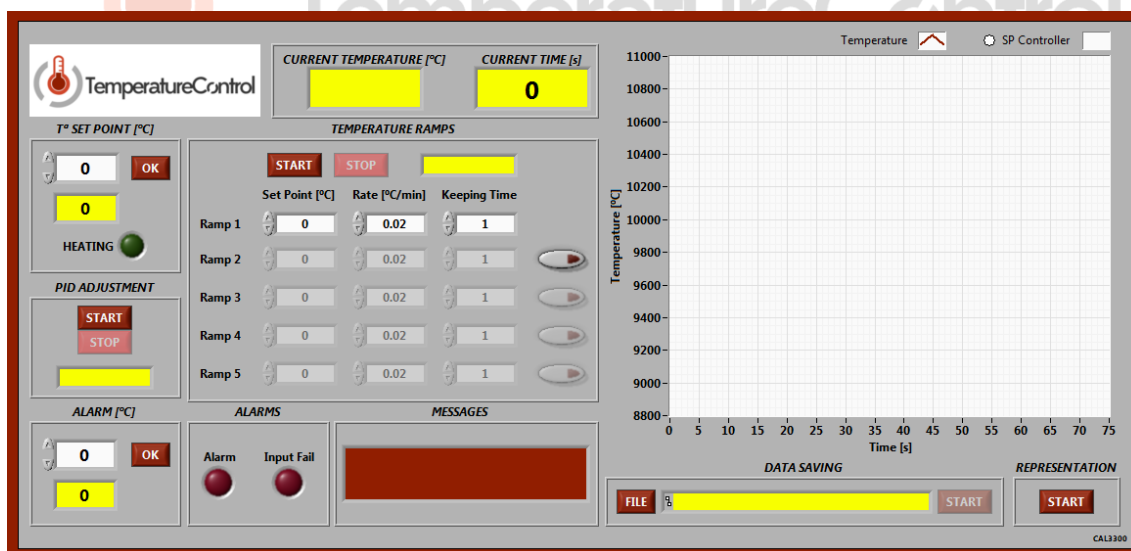 TemperatureControl
TemperatureControl
CURRENT TEMPERATURE [ºC]
CURRENT TIME [s]
0
Tª SET POINT [ºC]
0
OK
0
HEATING
TEMPERATURE RAMPS
START
STOP
Set Point [ºC] Rate [ºC/min] Keeping Time
Ramp 1 0 0.02 1
Ramp 2 0 0.02 1
Ramp 3 0 0.02 1
Ramp 4 0 0.02 1
Ramp 5 0 0.02 1
PID ADJUSTMENT
START
STOP
ALARM [ºC]
0
OK
0
ALARMS
Alarm Input Fail
MESSAGES
Temperature
SP Controller
11000
10800
10600
10400
10200
10000
9800
9600
9400
9200
9000
8800
Temperature [ºC]
0 5 10 15 20 25 30 35 40 45 50 55 60 65 70 75
Time [s]
DATA SAVING
FILE
START
REPRESENTATION
START
CAL3300